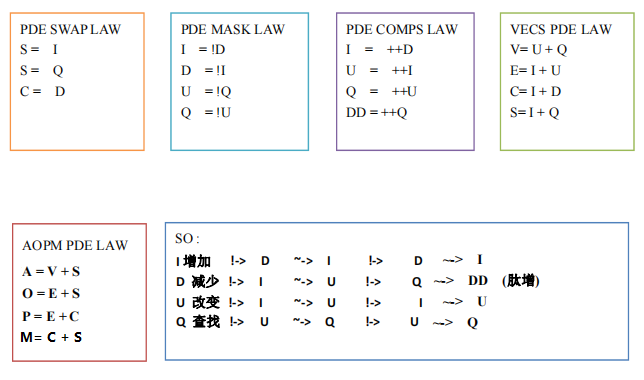 PDE SWAP LAW
S = I
S = Q
C = D
PDE MASK LAW
I = !D
D = !I
U = !Q
Q = !U
PDE COMPS LAW
I = ++D
U = ++I
Q = ++U
DD = ++Q
VECS PDE LAW
V= U + Q
E= I + U
C= I + D
S= I + Q
AOPM PDE LAW
A = V + S
O = E + S
P = E + C
M= C + S
SO :
I 增加 !-> D ~-> I !-> D ~-> I
D 减少 !-> I ~-> U !-> Q ~-> DD (肽增)
U 改变 !-> I ~-> U !-> I ~-> U
Q 查找 !-> U ~-> Q !-> U ~-> Q